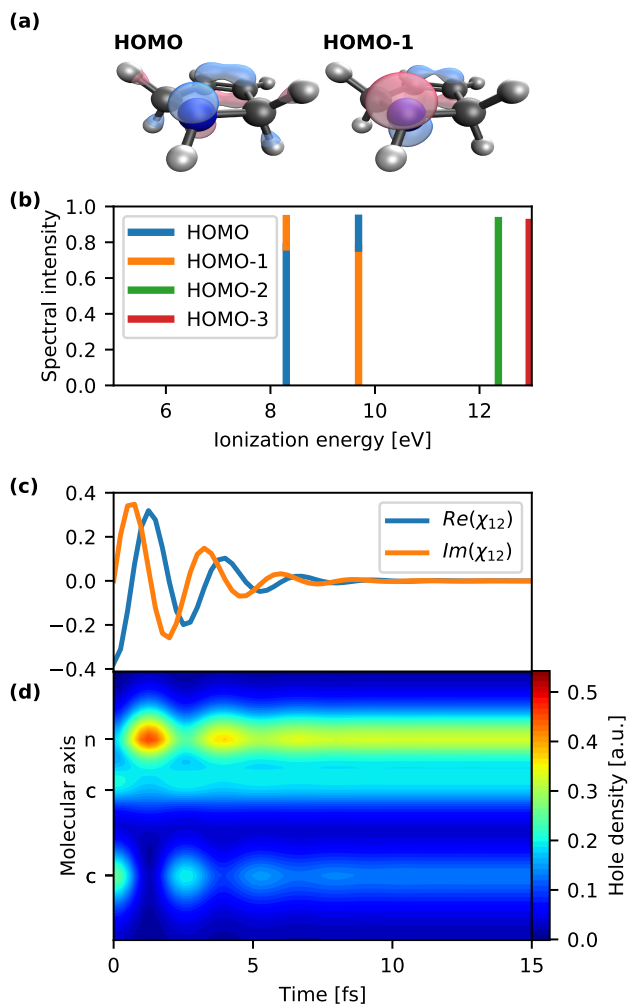 (a)
HOMO HOMO-1
(b)
Spectral intensity
1.0
0.8
0.6
0.4
0.2
0.0
HOMO
HOMO-1
HOMO-2
HOMO-3
6 8 10 12
Ionization energy [eV]
(c)
0.4
0.2
0.0
−0.2
−0.4
Re(χ₁₂)
Im(χ₁₂)
(d)
Molecular axis
n
c
c
0 5 10 15
Time [fs]
0.5
0.4
0.3
0.2
0.1
0.0
Hole density [a.u.]